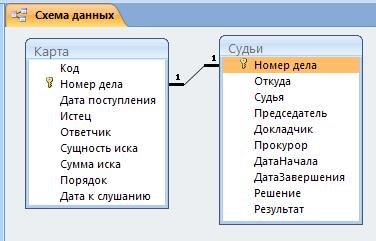 Схема данных
Карта
Код
Номер дела
Дата поступления
Истец
Ответчик
Сущность иска
Сумма иска
Порядок
Дата к слушанию
1
1
Судьи
Номер дела
Откуда
Судья
Председатель
Докладчик
Прокурор
ДатаНачала
ДатаЗавершения
Решение
Результат